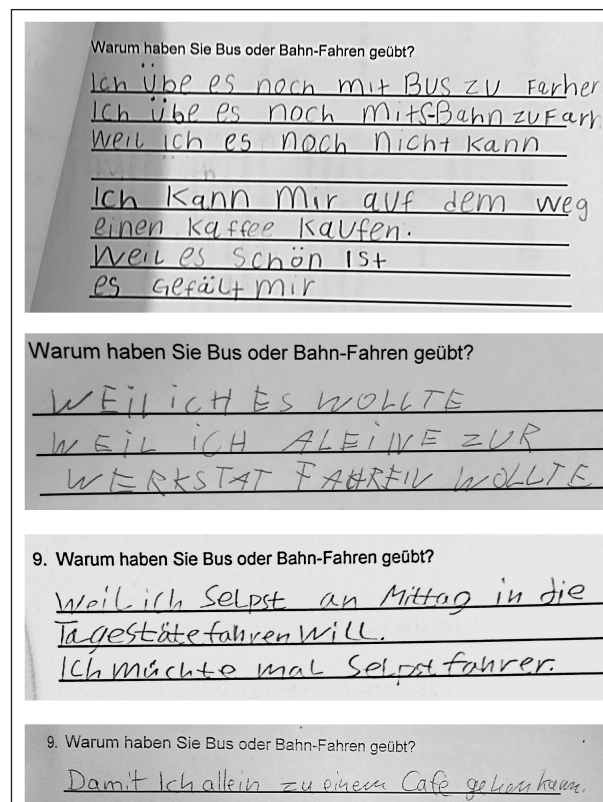 Warum haben Sie Bus oder Bahn-Fahren geübt?
Ich übe es noch mit Bus zu Farher
Ich übe es noch mitS-Bahn zu Farh
Weil ich es noch nicht kann
Ich kann mir auf dem weg
einen kaffee kaufen.
Weil es schön ist
es Gefält mir
Warum haben Sie Bus oder Bahn-Fahren geübt?
WEiL iCH ES WOLLTE
WEiL iCH ALEiNE ZUR
WERKSTAT FAHREN WOLLTE
9. Warum haben Sie Bus oder Bahn-Fahren geübt?
Weil ich Selpst an Mittag in die
Tagestäte fahren will.
Ich müchte mal Selpst fahrer.
9. Warum haben Sie Bus oder Bahn-Fahren geübt?
Damit Ich allein zu einem Cafe gehen kann.